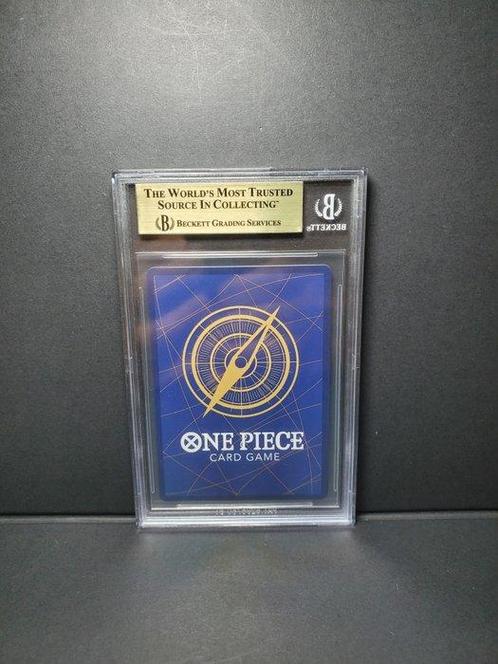 THE WORLD'S MOST TRUSTED
SOURCE IN COLLECTING™
B BECKETT GRADING SERVICES
B
BECKETT®
ONE PIECE
CARD GAME